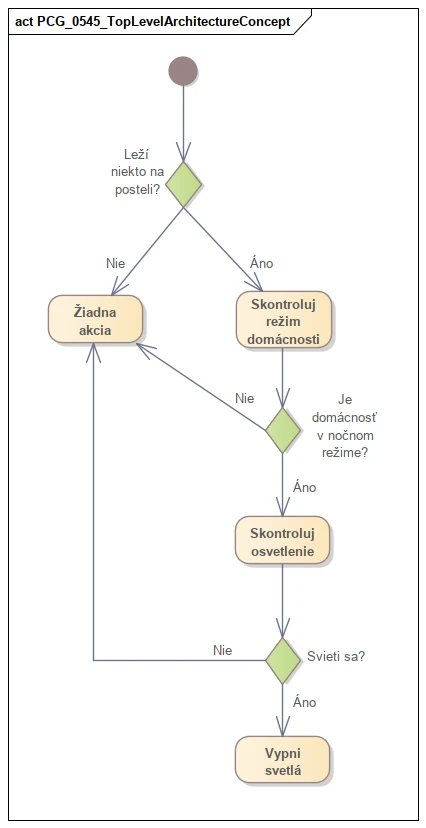 act PCG_0545_TopLevelArchitectureConcept
Leží
niekto na
posteli?
Nie
Áno
Žiadna
akcia
Skontroluj
režim
domácnosti
Nie
Je
domácnosť
v nočnom
režime?
Áno
Skontroluj
osvetlenie
Nie
Svieti sa?
Áno
Vypni
svetlá